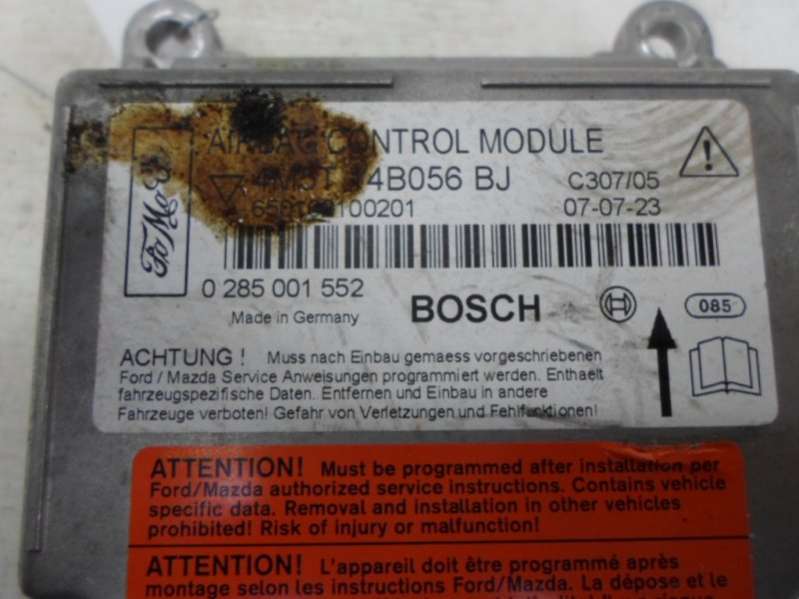 AIRBAG CONTROL MODULE
4M5T 14B056 BJ
C307/05
100201
07-07-23
FoMoCo
0 285 001 552
Made in Germany
BOSCH
085
ACHTUNG ! Muss nach Einbau gemaess vorgeschriebenen
Ford / Mazda Service Anweisungen programmiert werden. Enthaelt
fahrzeugspezifische Daten. Entfernen und Einbau in andere
Fahrzeuge verboten! Gefahr von Verletzungen und Fehlfunktionen!
ATTENTION! Must be programmed after installation per
Ford/Mazda authorized service instructions. Contains vehicle
specific data. Removal and installation in other vehicles
prohibited! Risk of injury or malfunction!
ATTENTION! L'appareil doit être programmé après
montage selon les instructions Ford/Mazda. La dépose et le